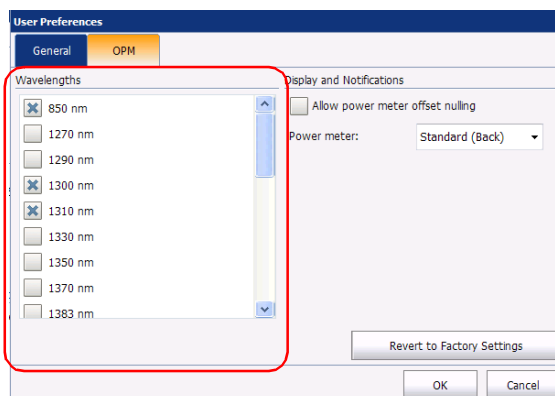 User Preferences
General OPM
Wavelengths
850 nm
1270 nm
1290 nm
1300 nm
1310 nm
1330 nm
1350 nm
1370 nm
1383 nm
Display and Notifications
Allow power meter offset nulling
Power meter: Standard (Back)
Revert to Factory Settings
OK Cancel